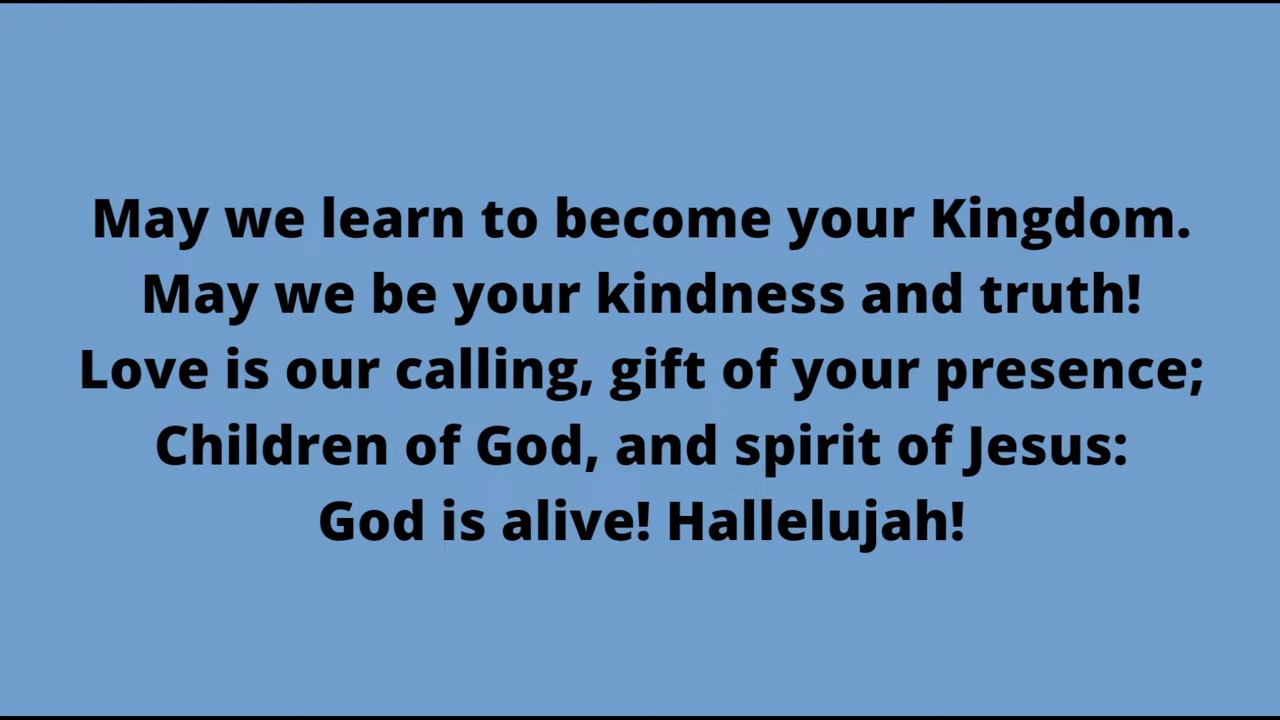 May we learn to become your Kingdom.
May we be your kindness and truth!
Love is our calling, gift of your presence;
Children of God, and spirit of Jesus:
God is alive! Hallelujah!